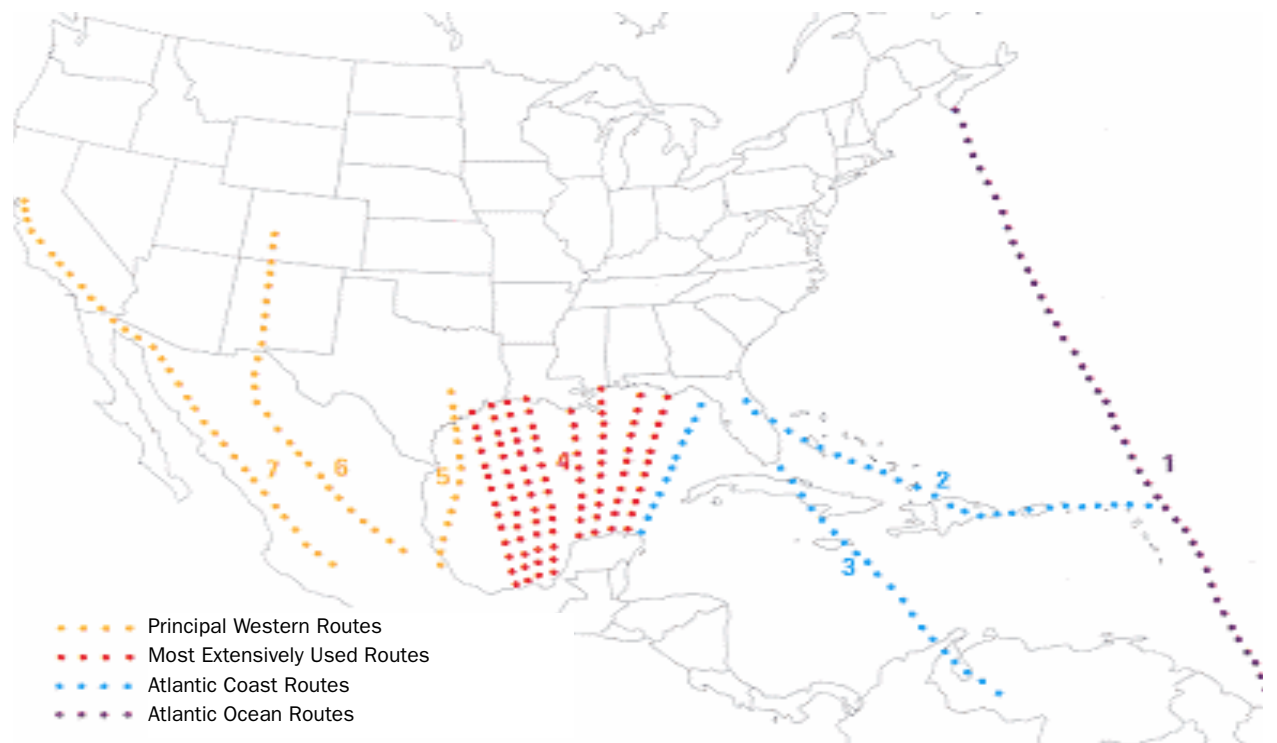 1
4
7
6
5
2
3
Principal Western Routes
Most Extensively Used Routes
Atlantic Coast Routes
Atlantic Ocean Routes